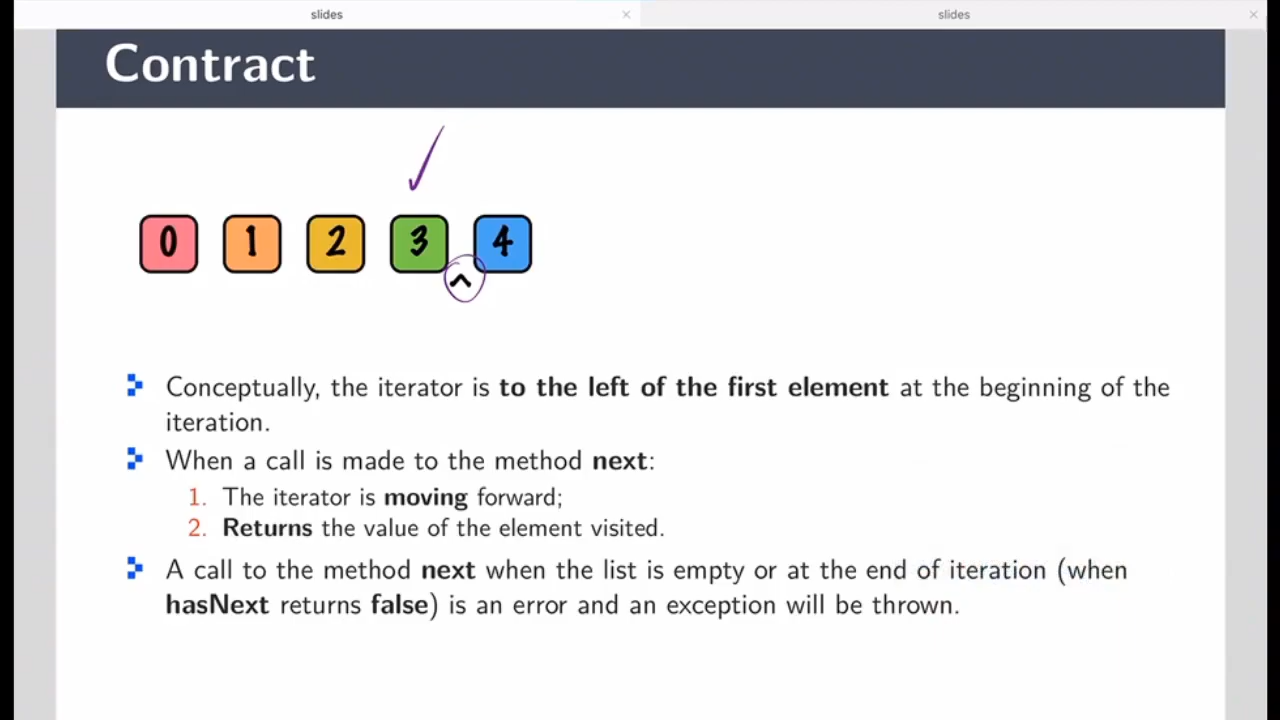 slides × slides ×
Contract
0 1 2 3 4
^
Conceptually, the iterator is to the left of the first element at the beginning of the
iteration.
When a call is made to the method next:
1. The iterator is moving forward;
2. Returns the value of the element visited.
A call to the method next when the list is empty or at the end of iteration (when
hasNext returns false) is an error and an exception will be thrown.